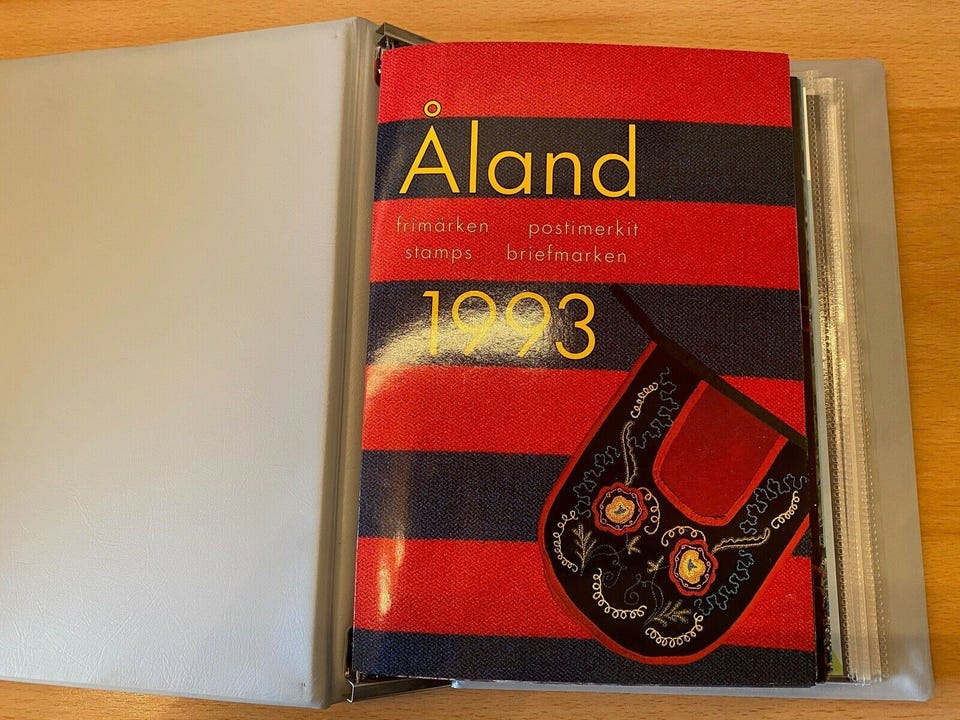 Åland
frimärken postimerkit
stamps briefmarken
1993